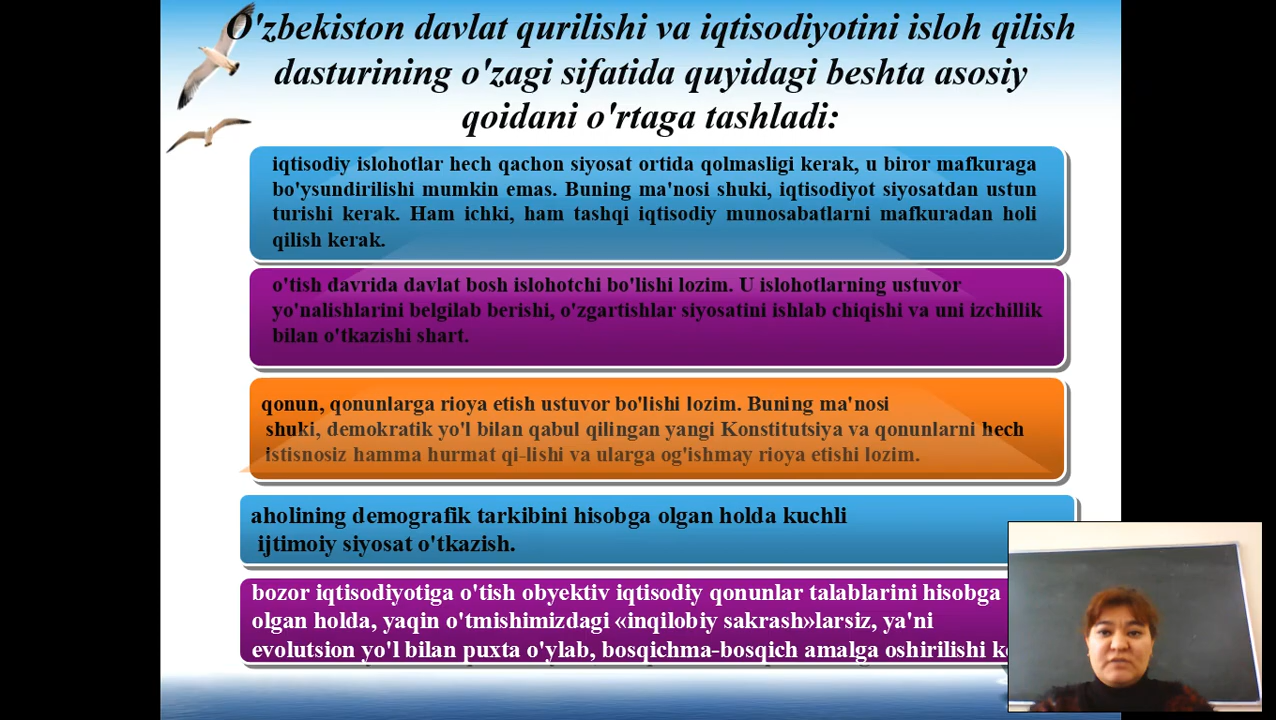 O'zbekiston davlat qurilishi va iqtisodiyotini isloh qilish
dasturining o'zagi sifatida quyidagi beshta asosiy
qoidani o'rtaga tashladi:
iqtisodiy islohotlar hech qachon siyosat ortida qolmasligi kerak, u biror mafkuraga
bo'ysundirilishi mumkin emas. Buning ma'nosi shuki, iqtisodiyot siyosatdan ustun
turishi kerak. Ham ichki, ham tashqi iqtisodiy munosabatlarni mafkuradan holi
qilish kerak.
o'tish davrida davlat bosh islohotchi bo'lishi lozim. U islohotlarning ustuvor
yo'nalishlarini belgilab berishi, o'zgartishlar siyosatini ishlab chiqishi va uni izchillik
bilan o'tkazishi shart.
qonun, qonunlarga rioya etish ustuvor bo'lishi lozim. Buning ma'nosi
shuki, demokratik yo'l bilan qabul qilingan yangi Konstitutsiya va qonunlarni hech
istisnosiz hamma hurmat qi-lishi va ularga og'ishmay rioya etishi lozim.
aholining demografik tarkibini hisobga olgan holda kuchli
ijtimoiy siyosat o'tkazish.
bozor iqtisodiyotiga o'tish obyektiv iqtisodiy qonunlar talablarini hisobga
olgan holda, yaqin o'tmishimizdagi «inqilobiy sakrash»larsiz, ya'ni
evolutsion yo'l bilan puxta o'ylab, bosqichma-bosqich amalga oshirilishi